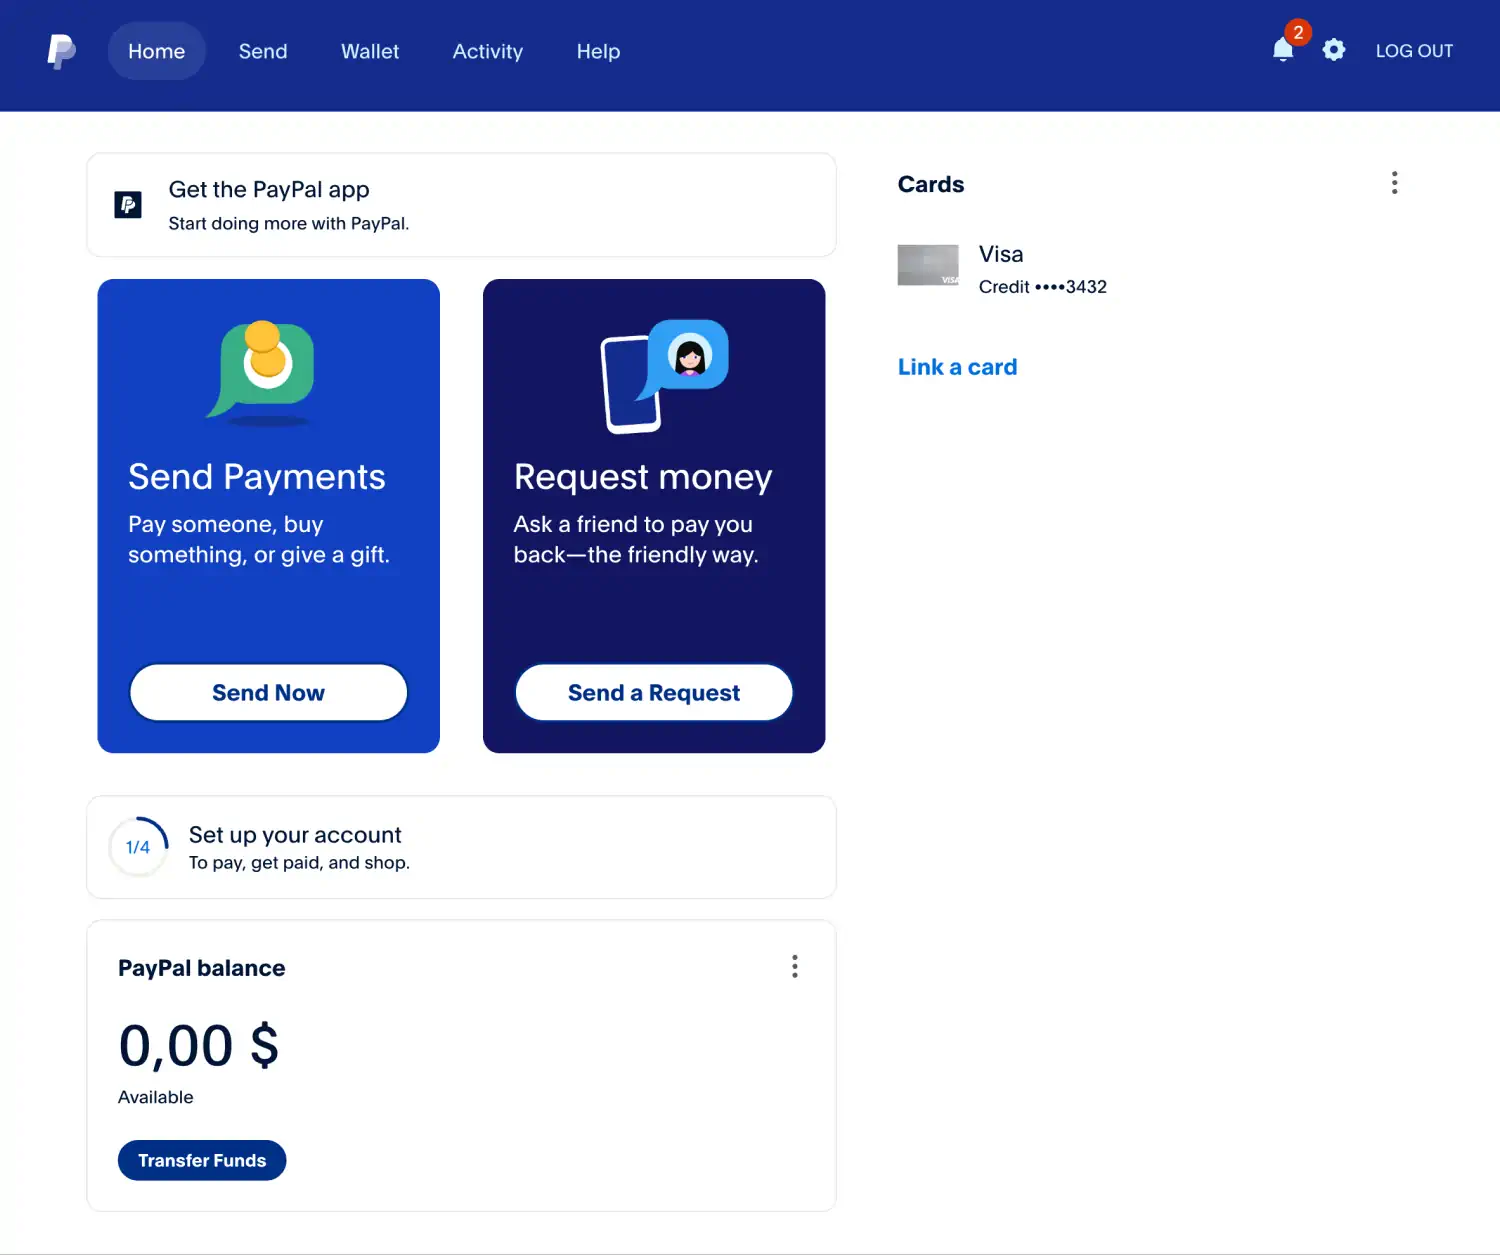 Home Send Wallet Activity Help
2
LOG OUT
Get the PayPal app
Start doing more with PayPal.
Send Payments
Pay someone, buy
something, or give a gift.
Send Now
Request money
Ask a friend to pay you
back—the friendly way.
Send a Request
1/4
Set up your account
To pay, get paid, and shop.
PayPal balance
0,00 $
Available
Transfer Funds
Cards
VISA
Visa
Credit ••••3432
Link a card